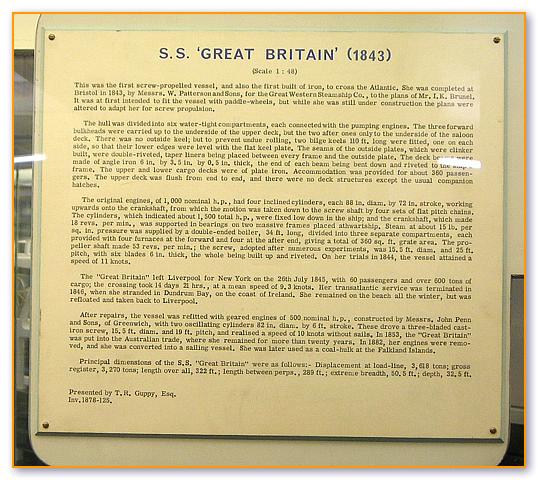 S.S. 'GREAT BRITAIN' (1843)
(Scale 1 : 48)
This was the first screw-propelled vessel, and also the first built of iron, to cross the Atlantic. She was completed at
Bristol in 1843, by Messrs. W. Patterson and Sons, for the Great Western Steamship Co., to the plans of Mr. I.K. Brunel.
It was at first intended to fit the vessel with paddle-wheels, but while she was still under construction the plans were
altered to adapt her for screw propulsion.
The hull was divided into six water-tight compartments, each connected with the pumping engines. The three forward
bulkheads were carried up to the underside of the upper deck, but the two after ones only to the underside of the saloon
deck. There was no outside keel; but to prevent undue rolling, two bilge keels 110 ft. long were fitted, one on each
side, so that their lower edges were level with the flat keel plate. The seams of the outside plates, which were clinker
built, were double-riveted, taper liners being placed between every frame and the outside plate. The deck beams were
made of angle iron 6 in. by 3.5 in. by 0.5 in. thick, the end of each beam being bent down and riveted to the ship's
frame. The upper and lower cargo decks were of plate iron. Accommodation was provided for about 360 passen-
gers. The upper deck was flush from end to end, and there were no deck structures except the usual companion
hatches.
The original engines, of 1,000 nominal h.p., had four inclined cylinders, each 88 in. diam. by 72 in. stroke, working
upwards onto the crankshaft, from which the motion was taken down to the screw shaft by four sets of flat pitch chains.
The cylinders, which indicated about 1,500 total h.p., were fixed low down in the ship; and the crankshaft, which made
18 revs. per min., was supported in bearings on two massive frames placed athwartship. Steam at about 15 lb. per
sq. in. pressure was supplied by a double-ended boiler, 34 ft. long, divided into three separate compartments, each
provided with four furnaces at the forward and four at the after end, giving a total of 360 sq. ft. grate area. The pro-
peller shaft made 53 revs. per min.; the screw, adopted after numerous experiments, was 15.5 ft. diam. and 25 ft.
pitch, with six blades 6 in. thick, the whole being built up and riveted. On her trials in 1844, the vessel attained a
speed of 11 knots.
The "Great Britain" left Liverpool for New York on the 26th July 1845, with 60 passengers and over 600 tons of
cargo; the crossing took 14 days 21 hrs., at a mean speed of 9.3 knots. Her transatlantic service was terminated in
1846, when she stranded in Dundrum Bay, on the coast of Ireland. She remained on the beach all the winter, but was
refloated and taken back to Liverpool.
After repairs, the vessel was refitted with geared engines of 500 nominal h.p., constructed by Messrs. John Penn
and Sons, of Greenwich, with two oscillating cylinders 82 in. diam. by 6 ft. stroke. These drove a three-bladed cast-
iron screw, 15.5 ft. diam. and 19 ft. pitch, and realised a speed of 10 knots without sails. In 1853, the "Great Britain"
was put into the Australian trade, where she remained for more than twenty years. In 1882, her engines were remo-
ved, and she was converted into a sailing vessel. She was later used as a coal-hulk at the Falkland Islands.
Principal dimensions of the S.S. "Great Britain" were as follows:- Displacement at load-line, 3,618 tons; gross
register, 3,270 tons; length over all, 322 ft.; length between perps., 289 ft.; extreme breadth, 50.5 ft.; depth, 32.5 ft.
Presented by T.R. Guppy, Esq.
Inv.1878-125.